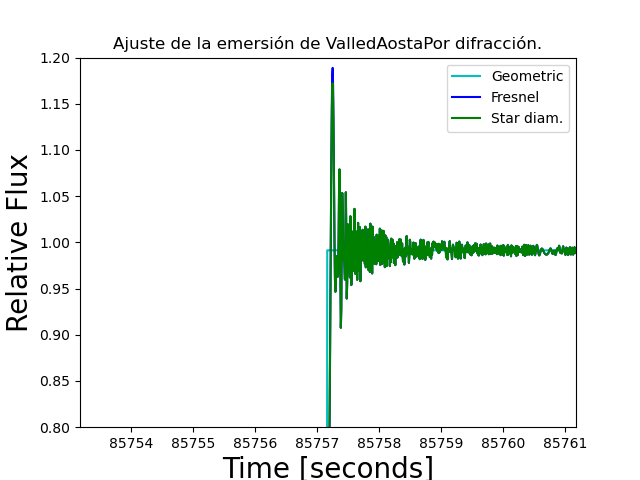 Ajuste de la emersión de ValledAostaPor difracción.
Geometric
Fresnel
Star diam.
1.20
1.15
1.10
1.05
1.00
0.95
0.90
0.85
0.80
Relative Flux
85754 85755 85756 85757 85758 85759 85760 85761
Time [seconds]